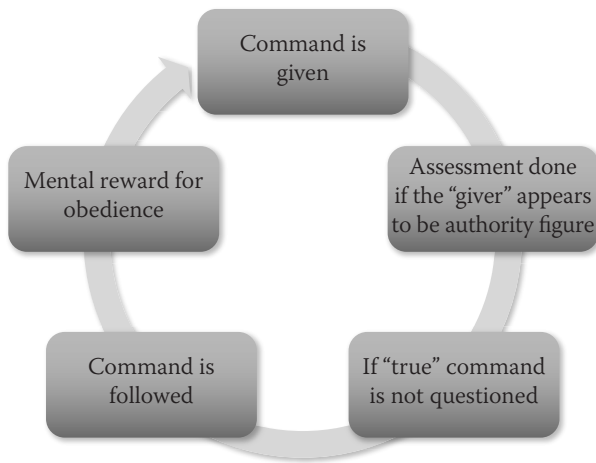 Command is
given
Assessment done
if the “giver” appears
to be authority figure
If “true” command
is not questioned
Command is
followed
Mental reward for
obedience